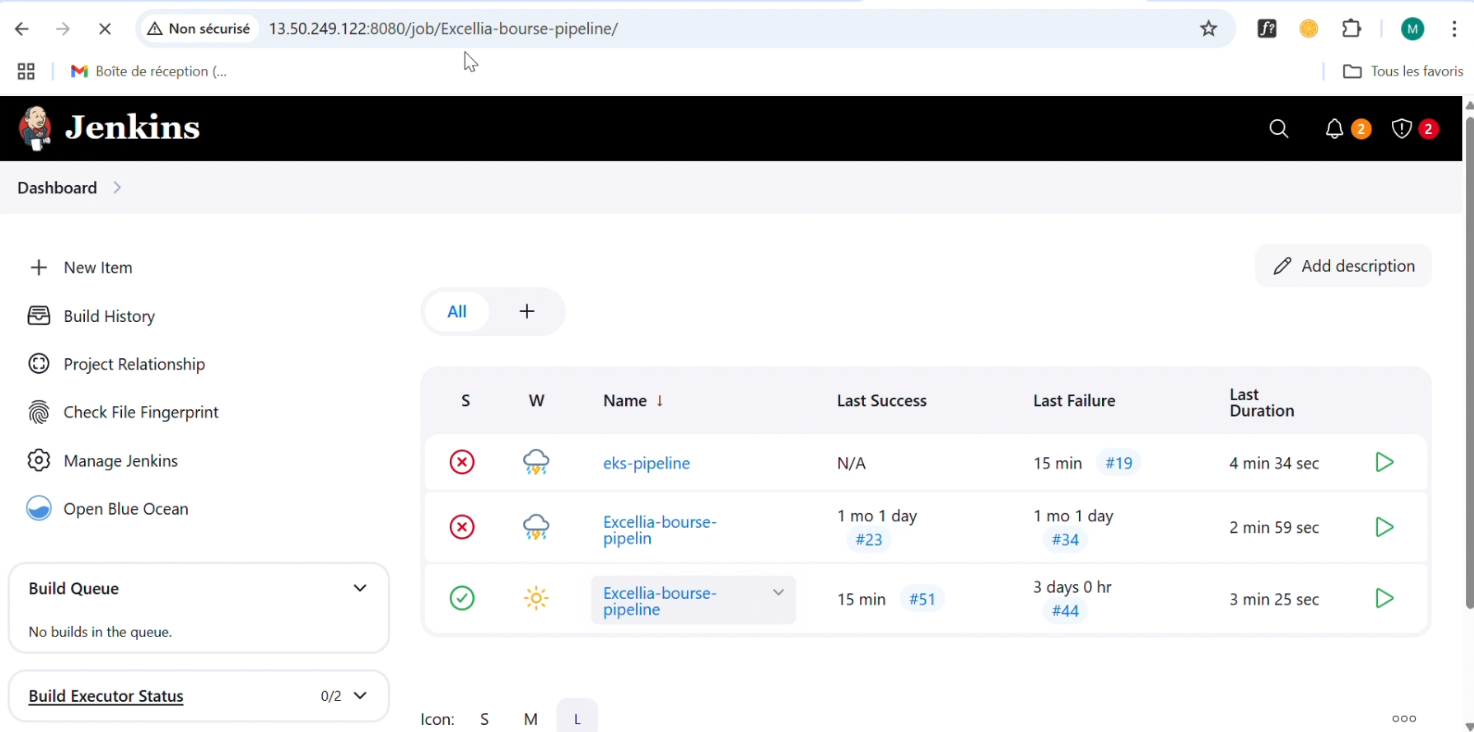 Non sécurisé 13.50.249.122:8080/job/Excellia-bourse-pipeline/
M
Boîte de réception (...
Tous les favoris
Jenkins
2
2
Dashboard
New Item
Build History
Project Relationship
Check File Fingerprint
Manage Jenkins
Open Blue Ocean
Build Queue
No builds in the queue.
Build Executor Status 0/2
Add description
All +
S W Name ↓ Last Success Last Failure Last
Duration
eks-pipeline N/A 15 min #19 4 min 34 sec
Excellia-bourse-
pipelin
1 mo 1 day
#23
1 mo 1 day
#34
2 min 59 sec
Excellia-bourse-
pipeline
15 min #51
3 days 0 hr
#44
3 min 25 sec
Icon: S M L